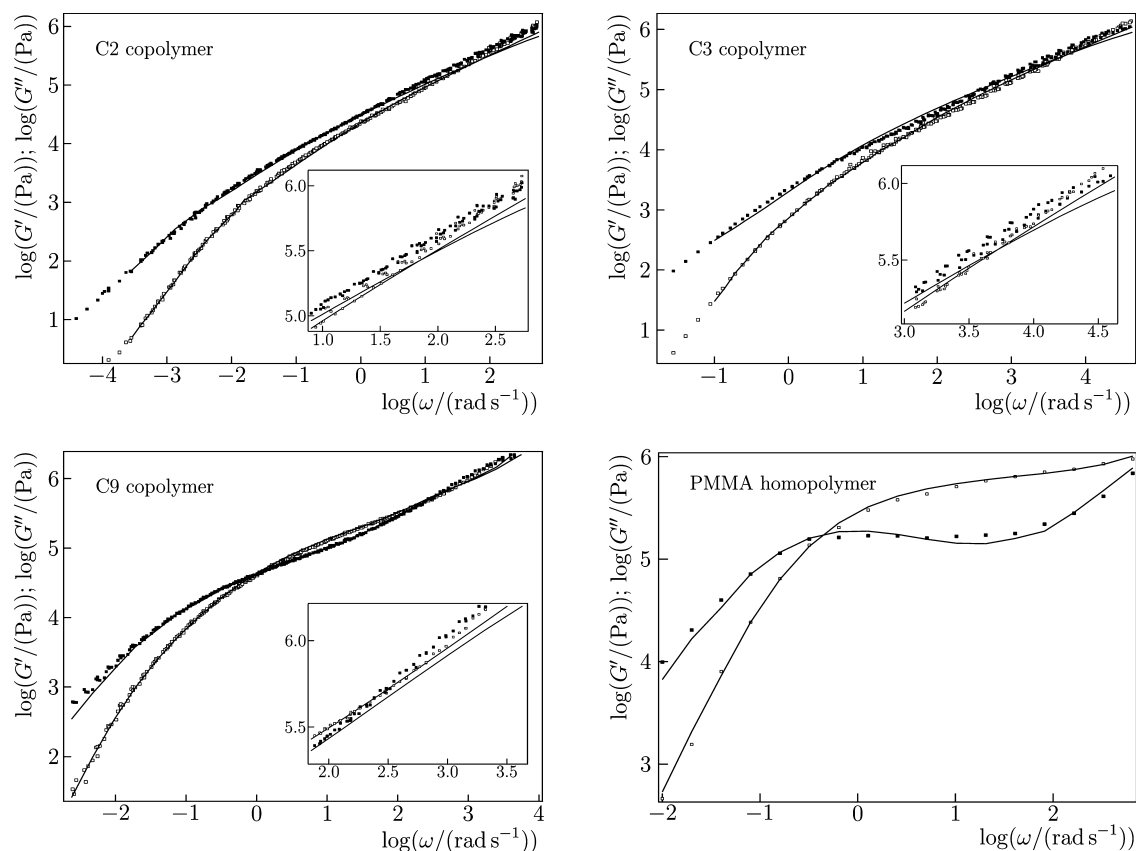 C2 copolymer
log(G′/(Pa)); log(G″/(Pa))
6
5
4
3
2
1
6.0
5.5
5.0
1.0 1.5 2.0 2.5
−4 −3 −2 −1 0 1 2
log(ω/(rad s⁻¹))
C3 copolymer
log(G′/(Pa)); log(G″/(Pa))
6
5
4
3
2
1
6.0
5.5
3.0 3.5 4.0 4.5
−1 0 1 2 3 4
log(ω/(rad s⁻¹))
C9 copolymer
log(G′/(Pa)); log(G″/(Pa))
6
5
4
3
2
6.0
5.5
2.0 2.5 3.0 3.5
−2 −1 0 1 2 3 4
log(ω/(rad s⁻¹))
PMMA homopolymer
log(G′/(Pa)); log(G″/(Pa)
6
5
4
3
−2 −1 0 1 2
log(ω/(rad s⁻¹))